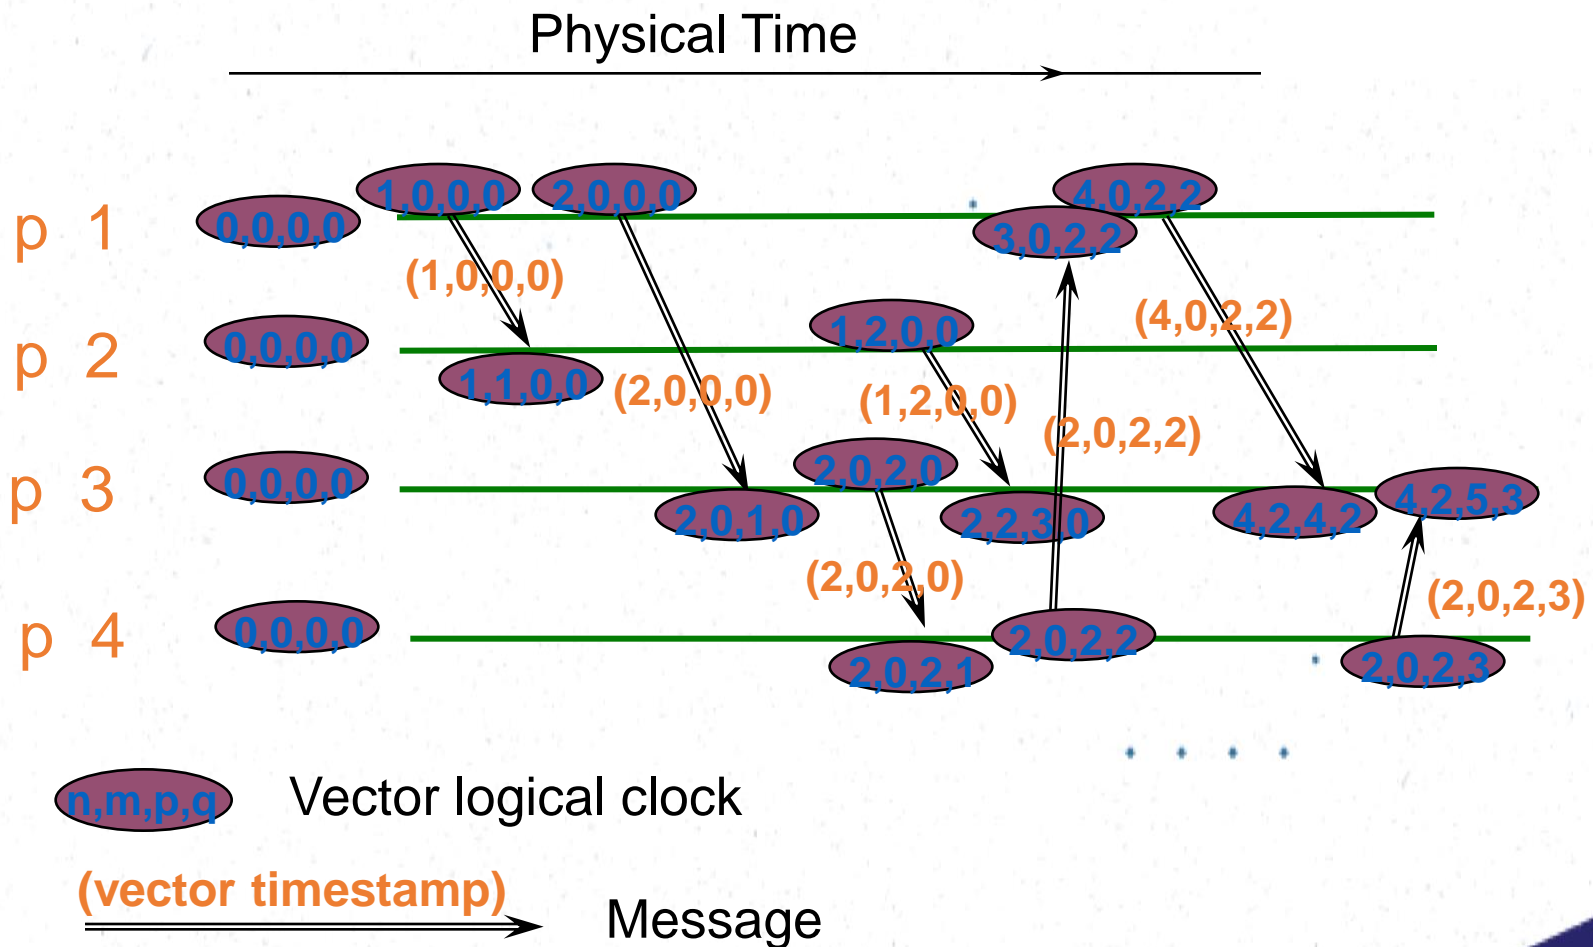 Physical Time
1,0,0,0
2,0,0,0
4,0,2,2
p 1
0,0,0,0
3,0,2,2
(1,0,0,0)
(4,0,2,2)
1,2,0,0
p 2
0,0,0,0
1,1,0,0
(2,0,0,0)
(1,2,0,0)
(2,0,2,2)
p 3
0,0,0,0
2,0,2,0
4,2,5,3
2,0,1,0
2,2,3,0
4,2,4,2
(2,0,2,0)
(2,0,2,3)
p 4
0,0,0,0
2,0,2,2
2,0,2,1
2,0,2,3
n,m,p,q
Vector logical clock
(vector timestamp)
Message